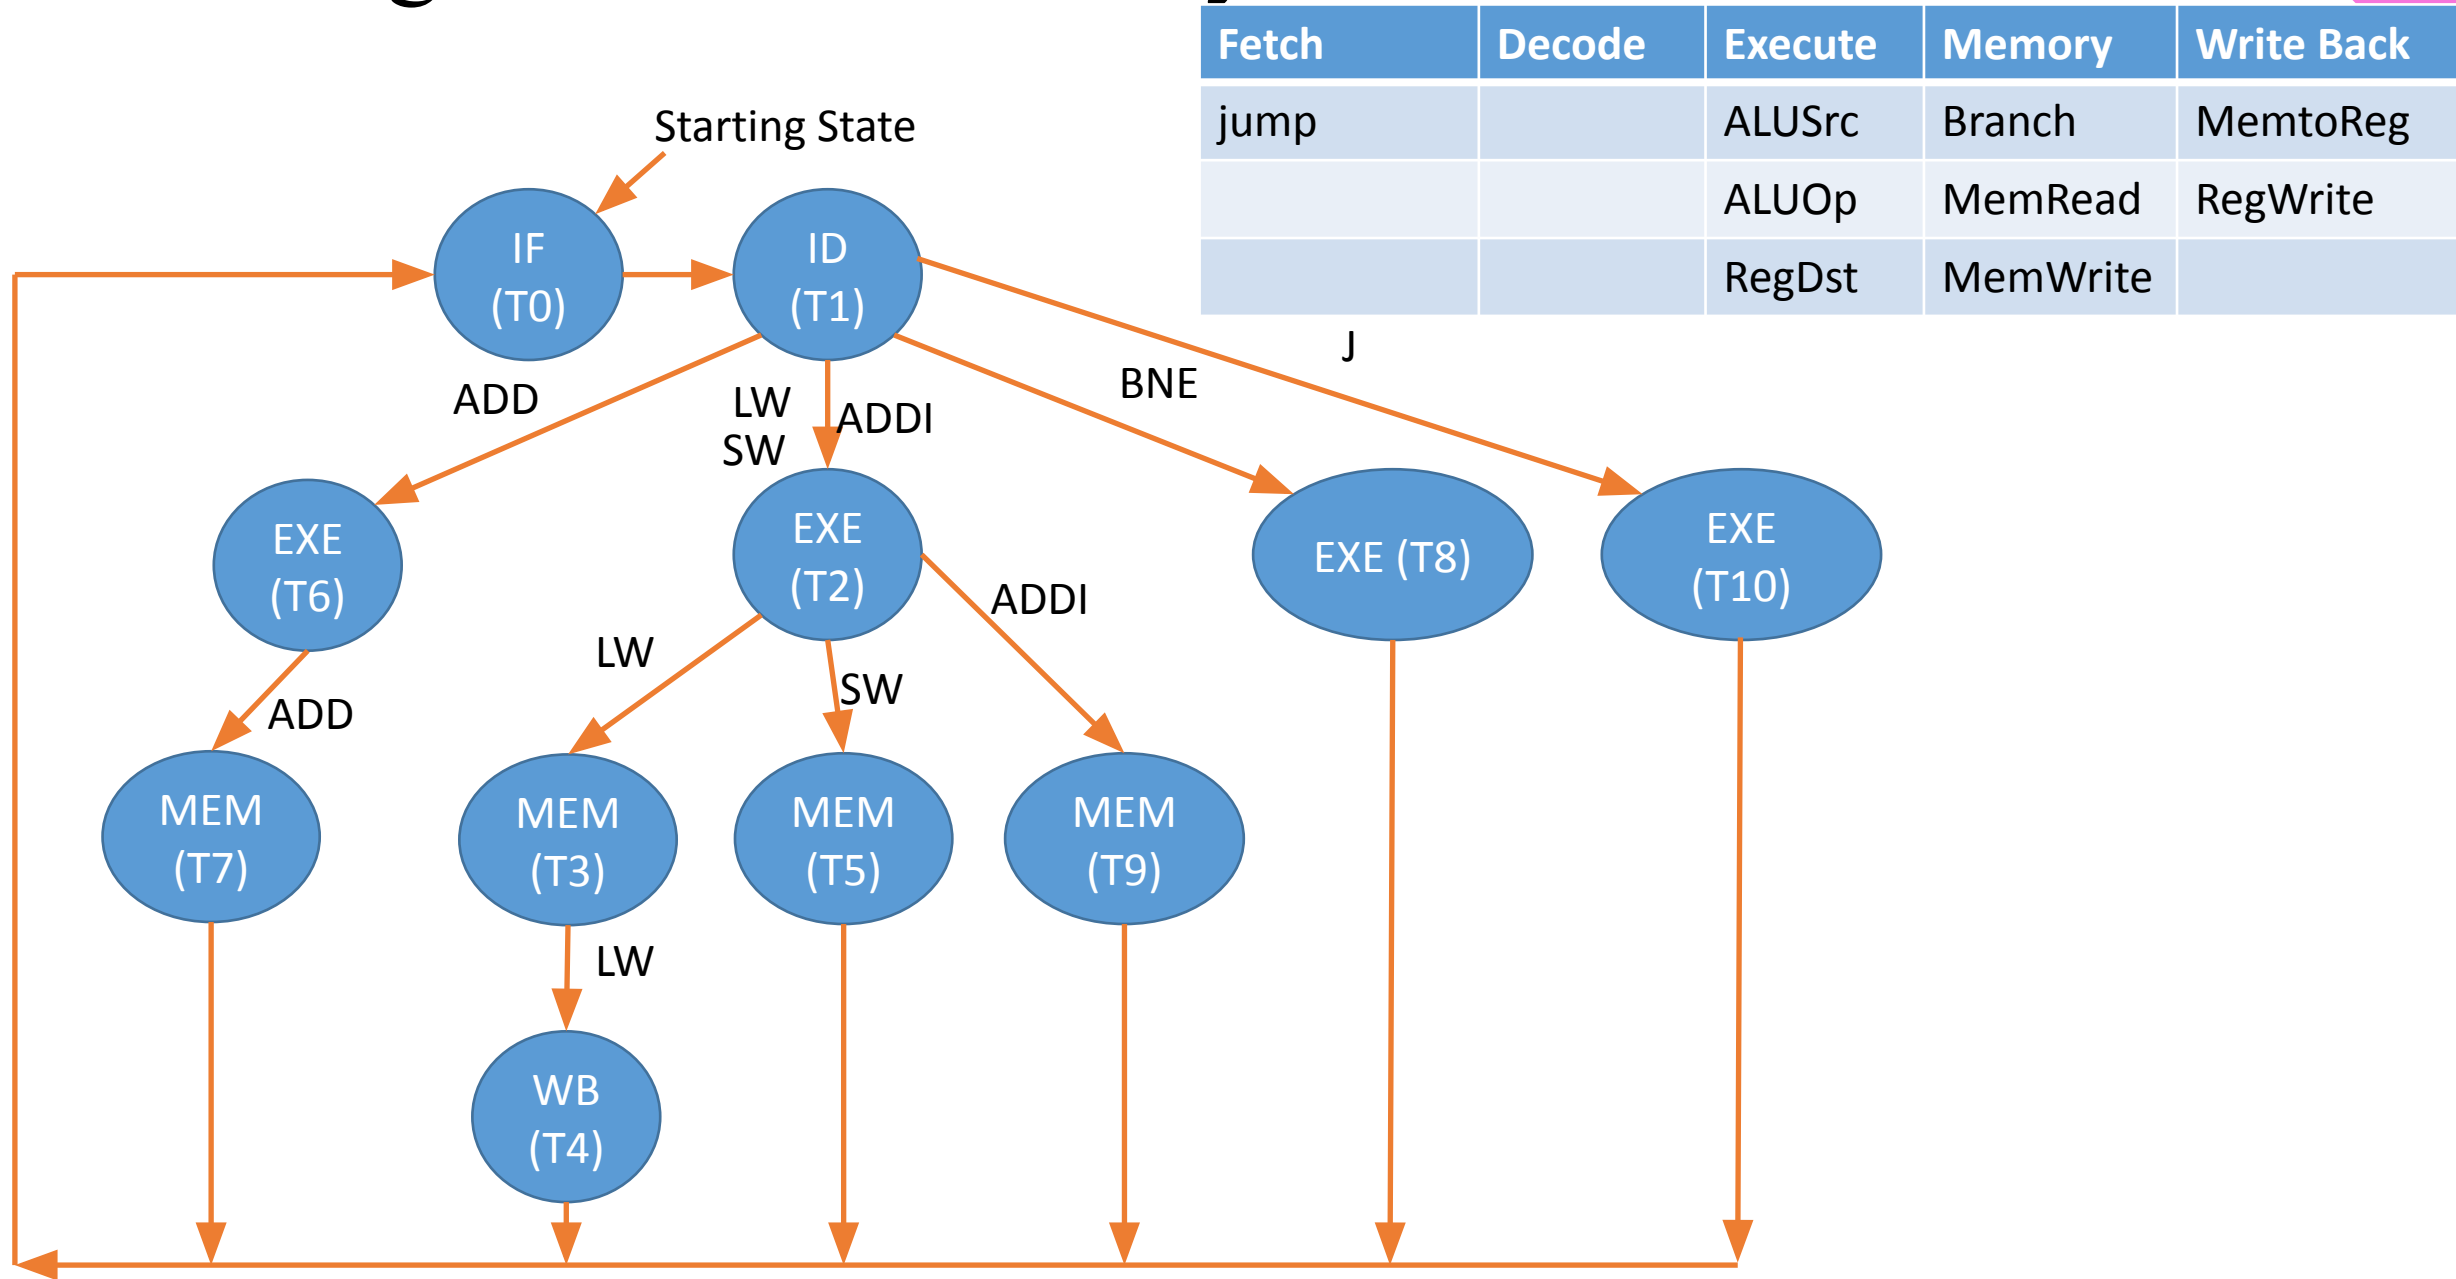 Fetch Decode Execute Memory Write Back
jump ALUSrc Branch MemtoReg
ALUOp MemRead RegWrite
RegDst MemWrite
Starting State
IF
(T0)
ID
(T1)
J
BNE
ADD
LW
SW
ADDI
EXE
(T6)
EXE
(T2)
EXE (T8)
EXE
(T10)
ADD
LW
SW
ADDI
MEM
(T7)
MEM
(T3)
MEM
(T5)
MEM
(T9)
LW
WB
(T4)